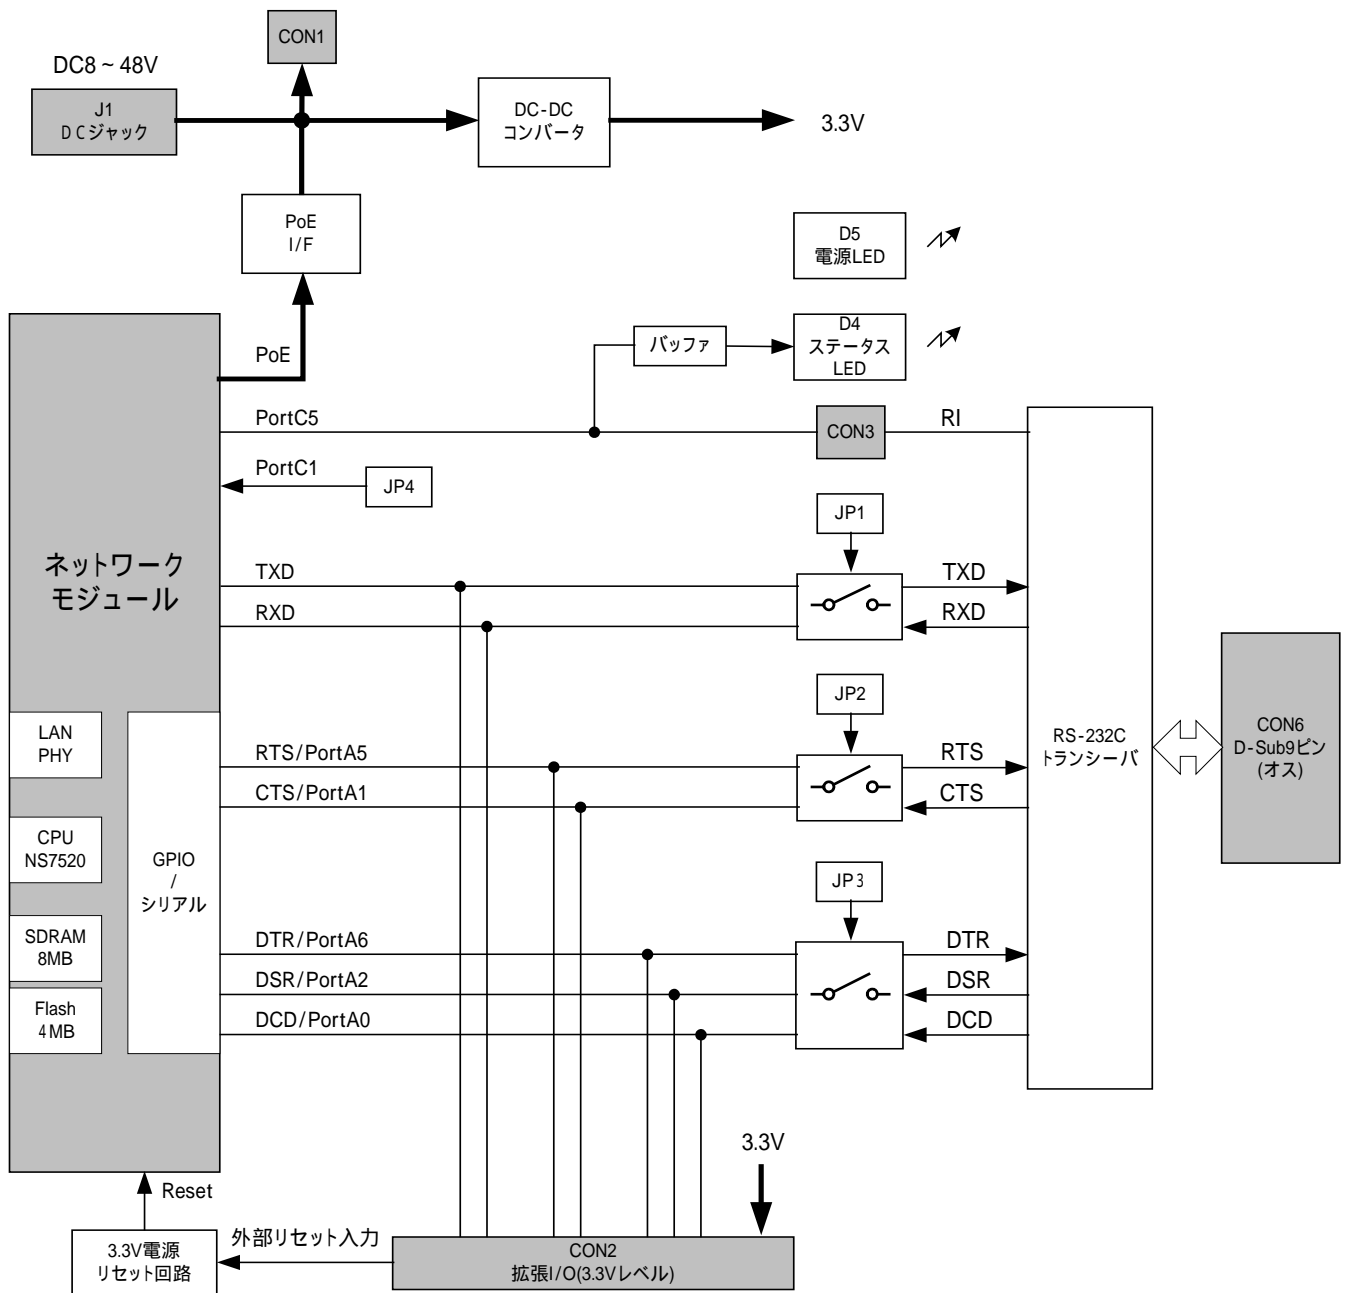 CON1
DC8 ~ 48V
J1
DCジャック
DC-DC
コンバータ
3.3V
PoE
I/F
D5
電源LED
D4
ステータス
LED
バッファ
PoE
PortC5
CON3
RI
PortC1
JP4
JP1
ネットワーク
モジュール
TXD
TXD
RXD
RXD
JP2
LAN
PHY
RTS/PortA5
RTS
CTS/PortA1
CTS
RS-232C
トランシーバ
CON6
D-Sub9ピン
(オス)
CPU
NS7520
GPIO
/
シリアル
JP3
SDRAM
8MB
Flash
4MB
DTR/PortA6
DTR
DSR/PortA2
DSR
DCD/PortA0
DCD
3.3V
Reset
3.3V電源
リセット回路
外部リセット入力
CON2
拡張I/O(3.3Vレベル)